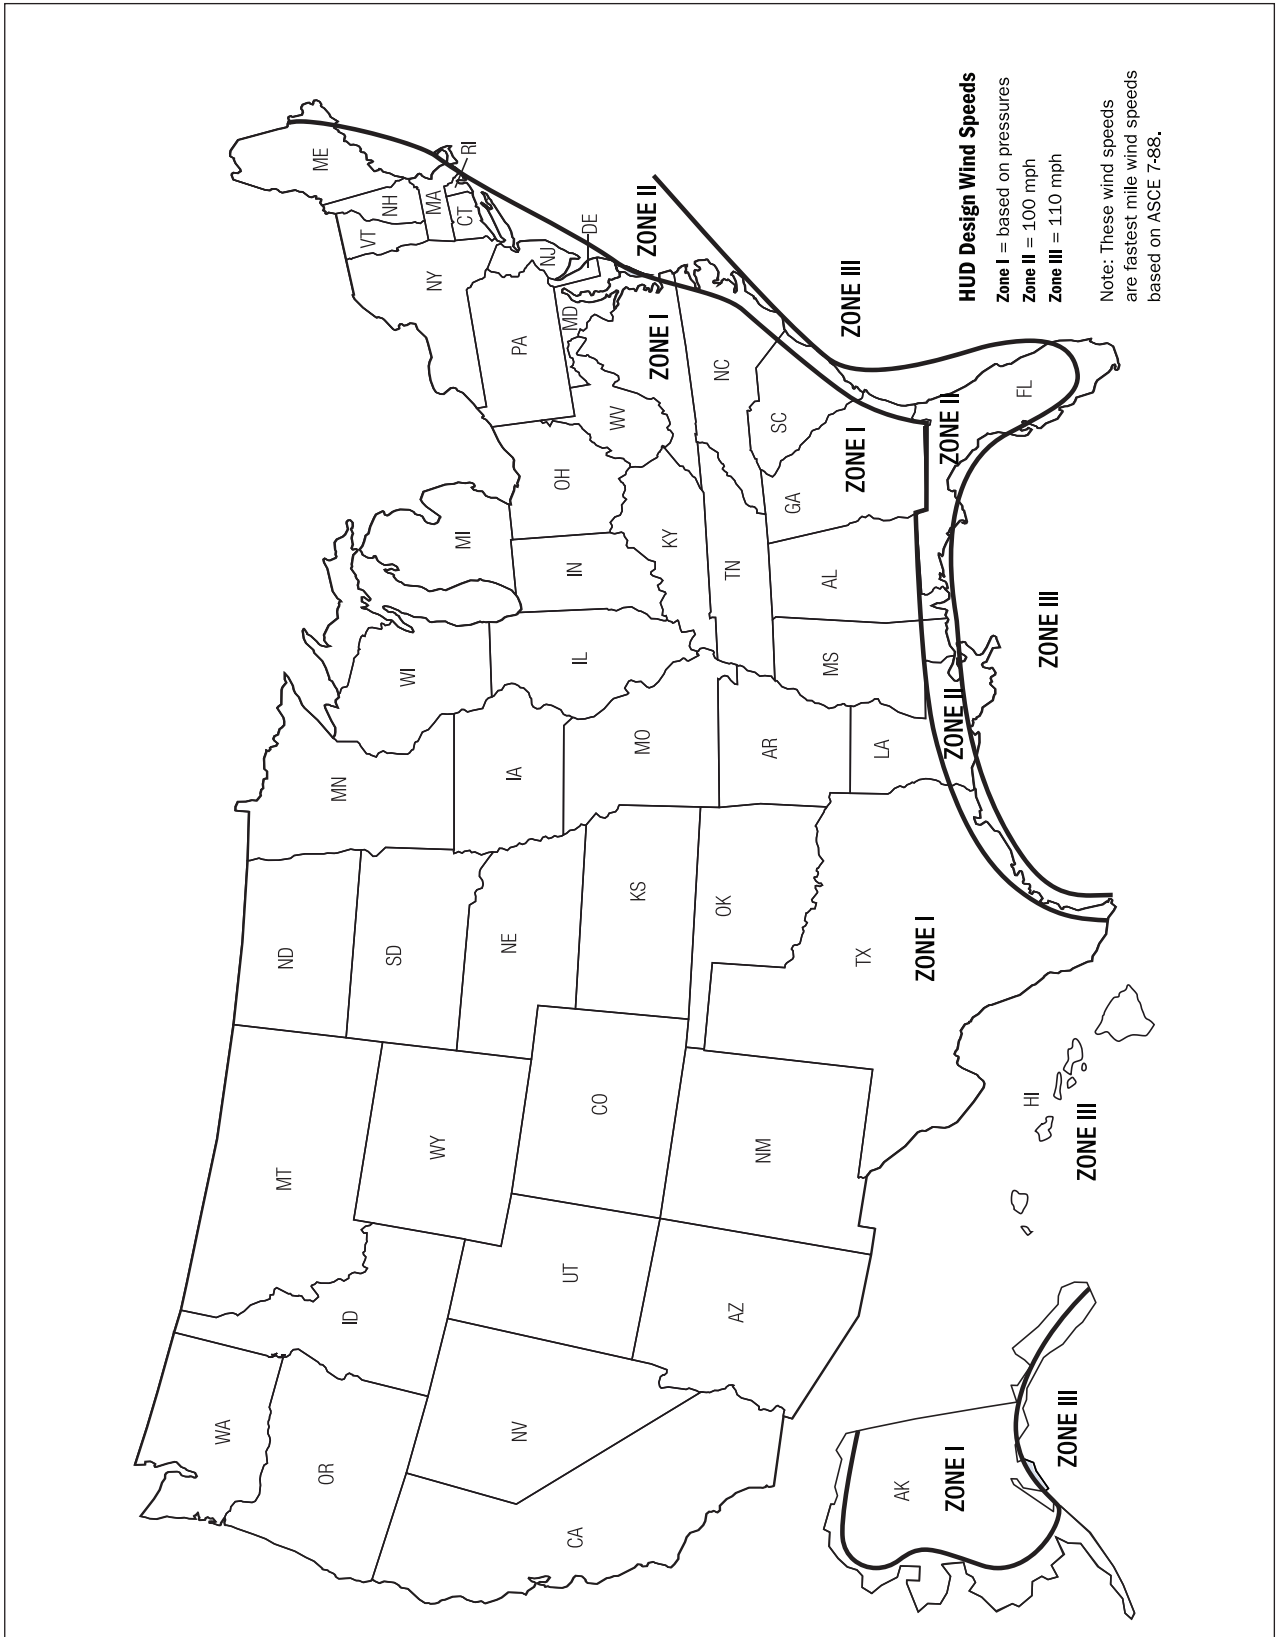 WA
MT
ND
ME
OR
MN
ID
VT
NH
SD
WI
MA
NY
WY
MI
CT
RI
NE
IA
NV
PA
NJ
OH
UT
MD
IN
CA
IL
DE
CO
WV
KS
MO
ZONE II
ZONE I
KY
NC
OK
TN
AZ
NM
AR
SC
GA
AL
MS
ZONE III
ZONE I
TX
LA
AK
ZONE I
ZONE II
ZONE II
ZONE I
FL
HI
ZONE III
ZONE III
ZONE III
HUD Design Wind Speeds
Zone I = based on pressures
Zone II = 100 mph
Zone III = 110 mph
Note: These wind speeds
are fastest mile wind speeds
based on ASCE 7-88.